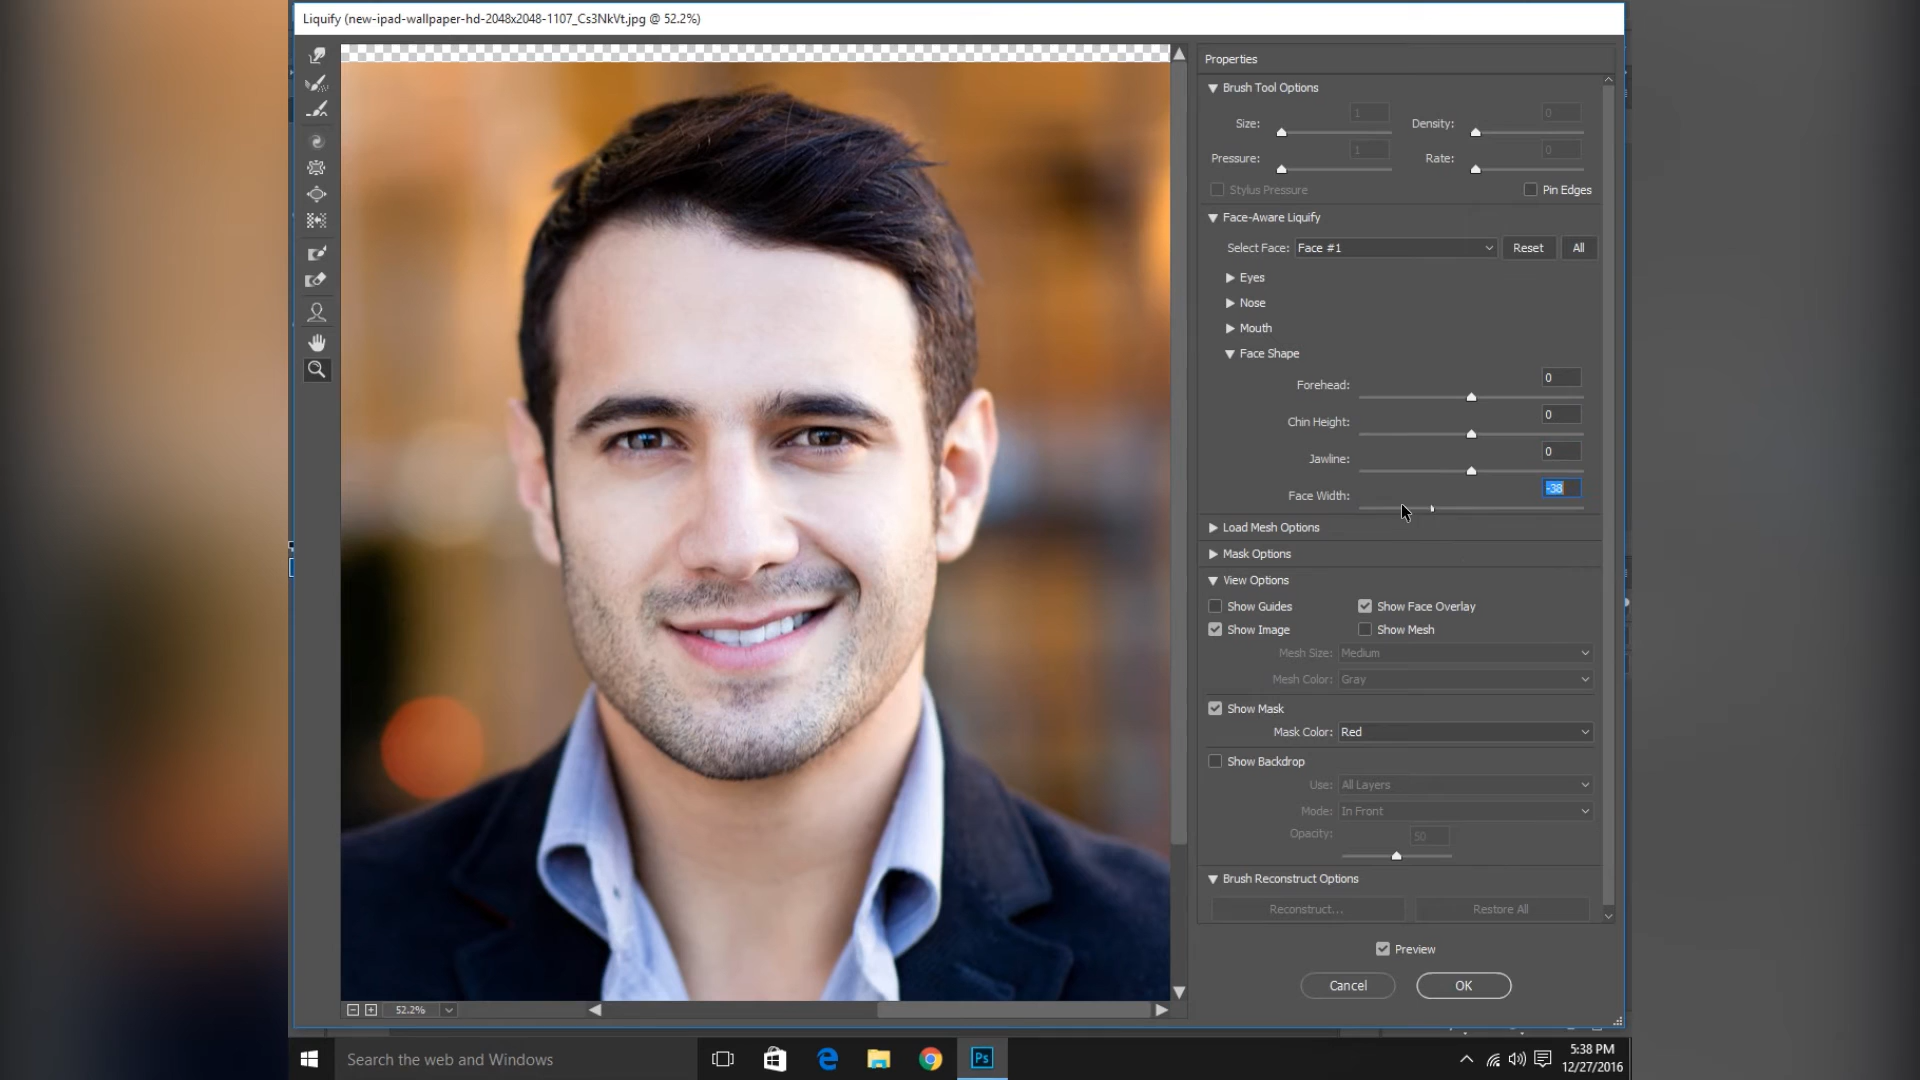 Liquify (new-ipad-wallpaper-hd-2048x2048-1107_Cs3NkVt.jpg @ 52.2%)
Properties
Brush Tool Options
Size: 1 Density: 0
Pressure: 1 Rate: 0
Stylus Pressure Pin Edges
Face-Aware Liquify
Select Face: Face #1 Reset All
Eyes
Nose
Mouth
Face Shape
Forehead: 0
Chin Height: 0
Jawline: 0
Face Width: -38
Load Mesh Options
Mask Options
View Options
Show Guides Show Face Overlay
Show Image Show Mesh
Mesh Size: Medium
Mesh Color: Gray
Show Mask
Mask Color: Red
Show Backdrop
Use: All Layers
Mode: In Front
Opacity: 50
Brush Reconstruct Options
Reconstruct... Restore All
Preview
Cancel OK
52.2%
Search the web and Windows
Ps
5:38 PM
12/27/2016